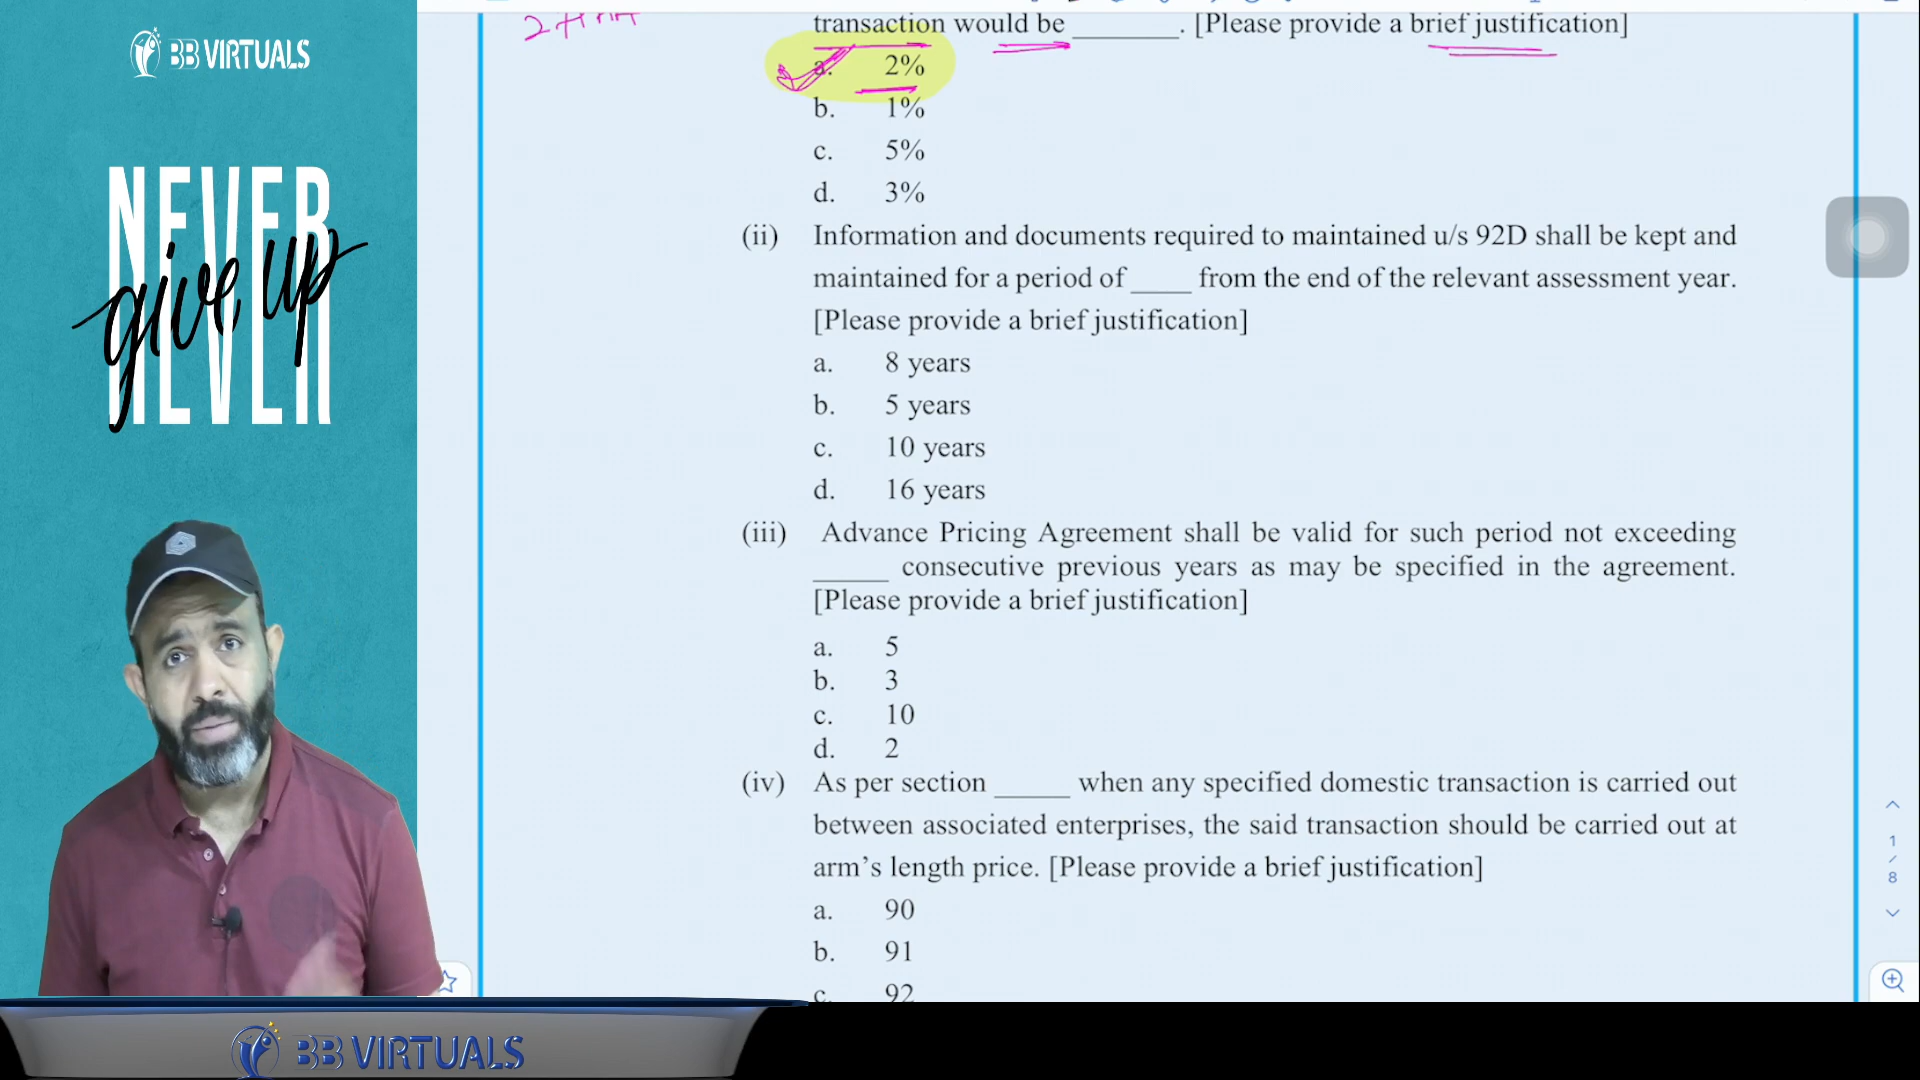 BB VIRTUALS
NEVER
give up
NEVER
transaction would be ________. [Please provide a brief justification]
a. 2%
b. 1%
c. 5%
d. 3%
(ii) Information and documents required to maintained u/s 92D shall be kept and
maintained for a period of ____ from the end of the relevant assessment year.
[Please provide a brief justification]
a. 8 years
b. 5 years
c. 10 years
d. 16 years
(iii) Advance Pricing Agreement shall be valid for such period not exceeding
_____ consecutive previous years as may be specified in the agreement.
[Please provide a brief justification]
a. 5
b. 3
c. 10
d. 2
(iv) As per section _____ when any specified domestic transaction is carried out
between associated enterprises, the said transaction should be carried out at
arm’s length price. [Please provide a brief justification]
a. 90
b. 91
c. 92
1
/
8
BB VIRTUALS